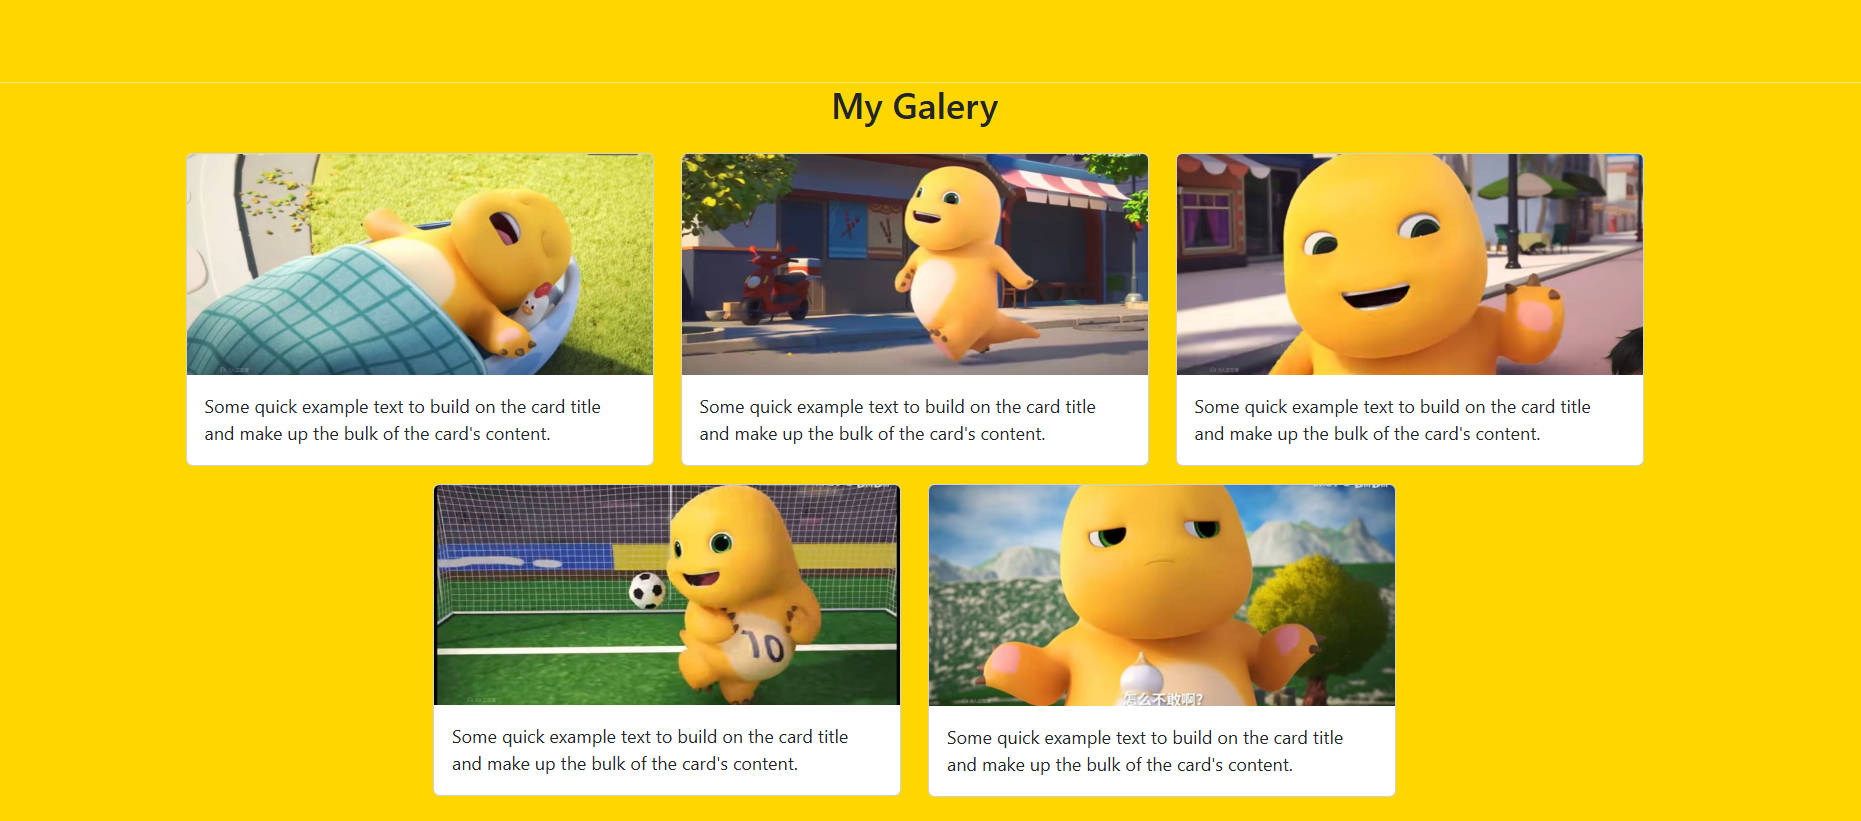 My Galery
Some quick example text to build on the card title
and make up the bulk of the card's content.
Some quick example text to build on the card title
and make up the bulk of the card's content.
Some quick example text to build on the card title
and make up the bulk of the card's content.
10
怎么不敢啊?
Some quick example text to build on the card title
and make up the bulk of the card's content.
Some quick example text to build on the card title
and make up the bulk of the card's content.